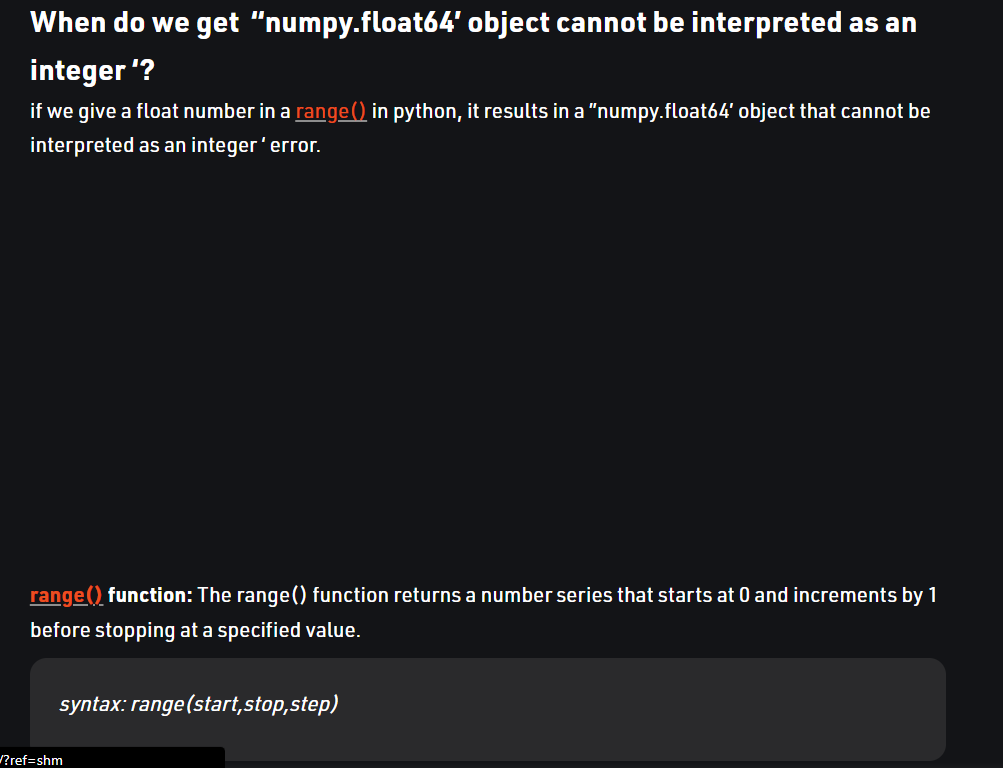 When do we get  “numpy.float64’ object cannot be interpreted as an
integer ‘?
if we give a float number in a range() in python, it results in a ”numpy.float64’ object that cannot be
interpreted as an integer ‘ error.
range() function: The range() function returns a number series that starts at 0 and increments by 1
before stopping at a specified value.
syntax: range(start,stop,step)
/?ref=shm